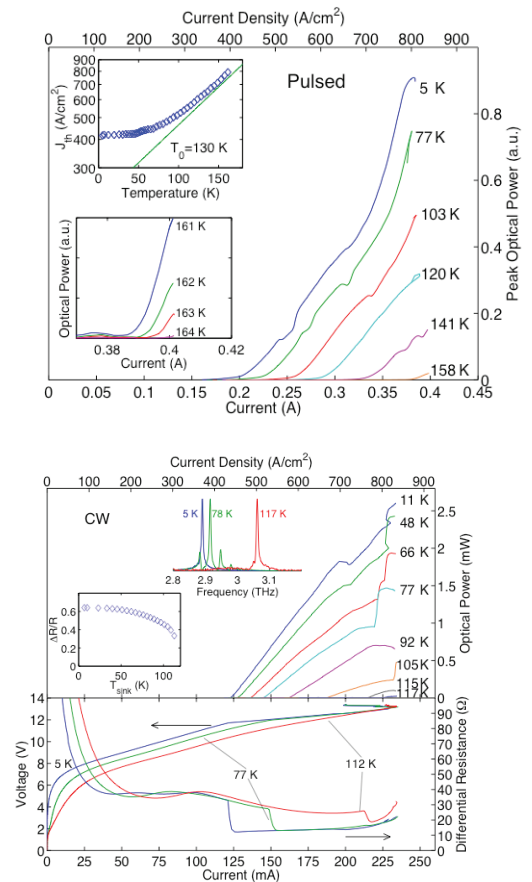 Current Density (A/cm²)
0 100 200 300 400 500 600 700 800 900
Pulsed
5 K
77 K
103 K
120 K
141 K
158 K
Peak Optical Power (a.u.)
0.8
0.6
0.4
0.2
0
0 0.05 0.1 0.15 0.2 0.25 0.3 0.35 0.4 0.45
Current (A)
J_th (A/cm²)
900
800
700
600
500
400
300
T₀=130 K
0 50 100 150
Temperature (K)
Optical Power (a.u.)
161 K
162 K
163 K
164 K
0.38 0.40 0.42
Current (A)
Current Density (A/cm²)
0 100 200 300 400 500 600 700 800 900
CW
5 K 78 K 117 K
2.8 2.9 3 3.1
Frequency (THz)
ΔR/R
0.6
0.4
0.2
0
0 50 100
T_sink (K)
11 K
48 K
66 K
77 K
92 K
105 K
115 K
117 K
Optical Power (mW)
2.5
2
1.5
1
0.5
0
Voltage (V)
14
12
10
8
6
4
2
0
5 K
77 K
112 K
Differential Resistance (Ω)
90
80
70
60
50
40
30
20
10
0
0 25 50 75 100 125 150 175 200 225 250
Current (mA)